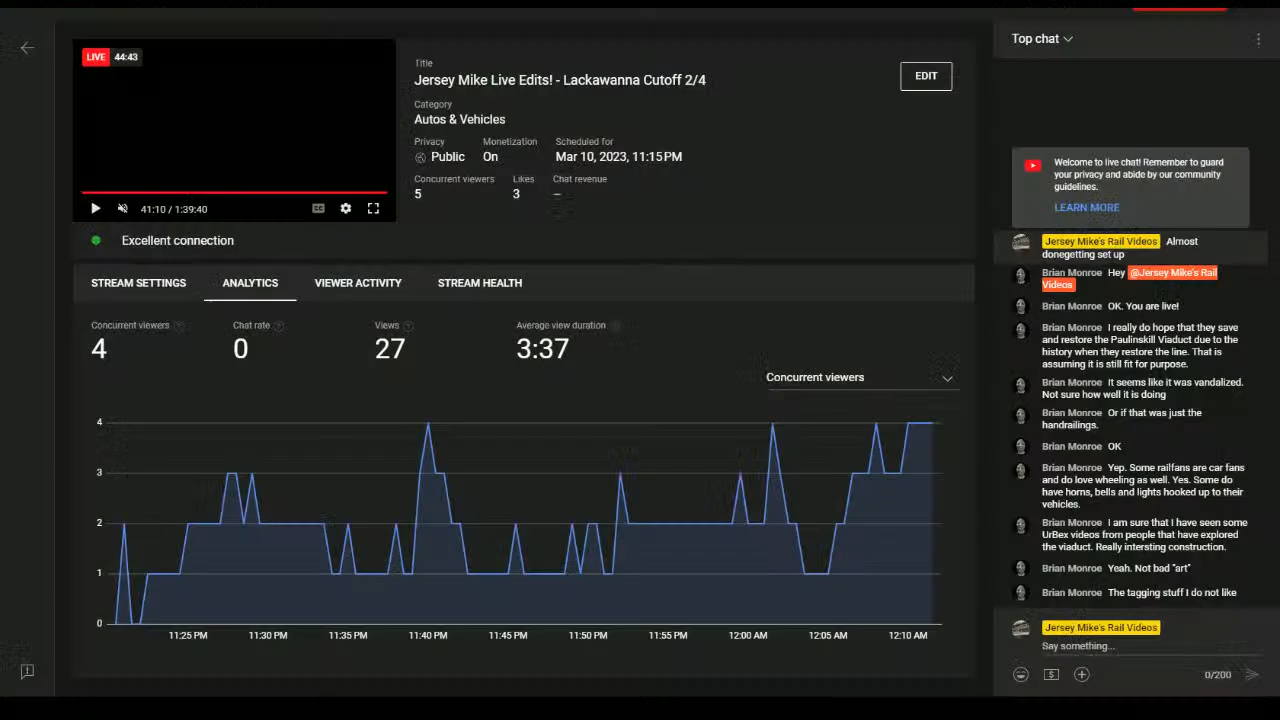 LIVE 44:43
41:10 / 1:39:40
Excellent connection
Title
Jersey Mike Live Edits! - Lackawanna Cutoff 2/4
EDIT
Category
Autos & Vehicles
Privacy Monetization Scheduled for
Public On Mar 10, 2023, 11:15 PM
Concurrent viewers Likes Chat revenue
5 3 –
STREAM SETTINGS ANALYTICS VIEWER ACTIVITY STREAM HEALTH
Concurrent viewers Chat rate Views Average view duration
4 0 27 3:37
Concurrent viewers
4
3
2
1
0
11:25 PM 11:30 PM 11:35 PM 11:40 PM 11:45 PM 11:50 PM 11:55 PM 12:00 AM 12:05 AM 12:10 AM
Top chat
Welcome to live chat! Remember to guard
your privacy and abide by our community
guidelines.
LEARN MORE
Jersey Mike's Rail Videos Almost
donegetting set up
Brian Monroe Hey @Jersey Mike's Rail
Videos
Brian Monroe OK. You are live!
Brian Monroe I really do hope that they save
and restore the Paulinskill Viaduct due to the
history when they restore the line. That is
assuming it is still fit for purpose.
Brian Monroe It seems like it was vandalized.
Not sure how well it is doing
Brian Monroe Or if that was just the
handrailings.
Brian Monroe OK
Brian Monroe Yep. Some railfans are car fans
and do love wheeling as well. Yes. Some do
have horns, bells and lights hooked up to their
vehicles.
Brian Monroe I am sure that I have seen some
UrBex videos from people that have explored
the viaduct. Really intersting construction.
Brian Monroe Yeah. Not bad "art"
Brian Monroe The tagging stuff I do not like
Jersey Mike's Rail Videos
Say something...
0/200